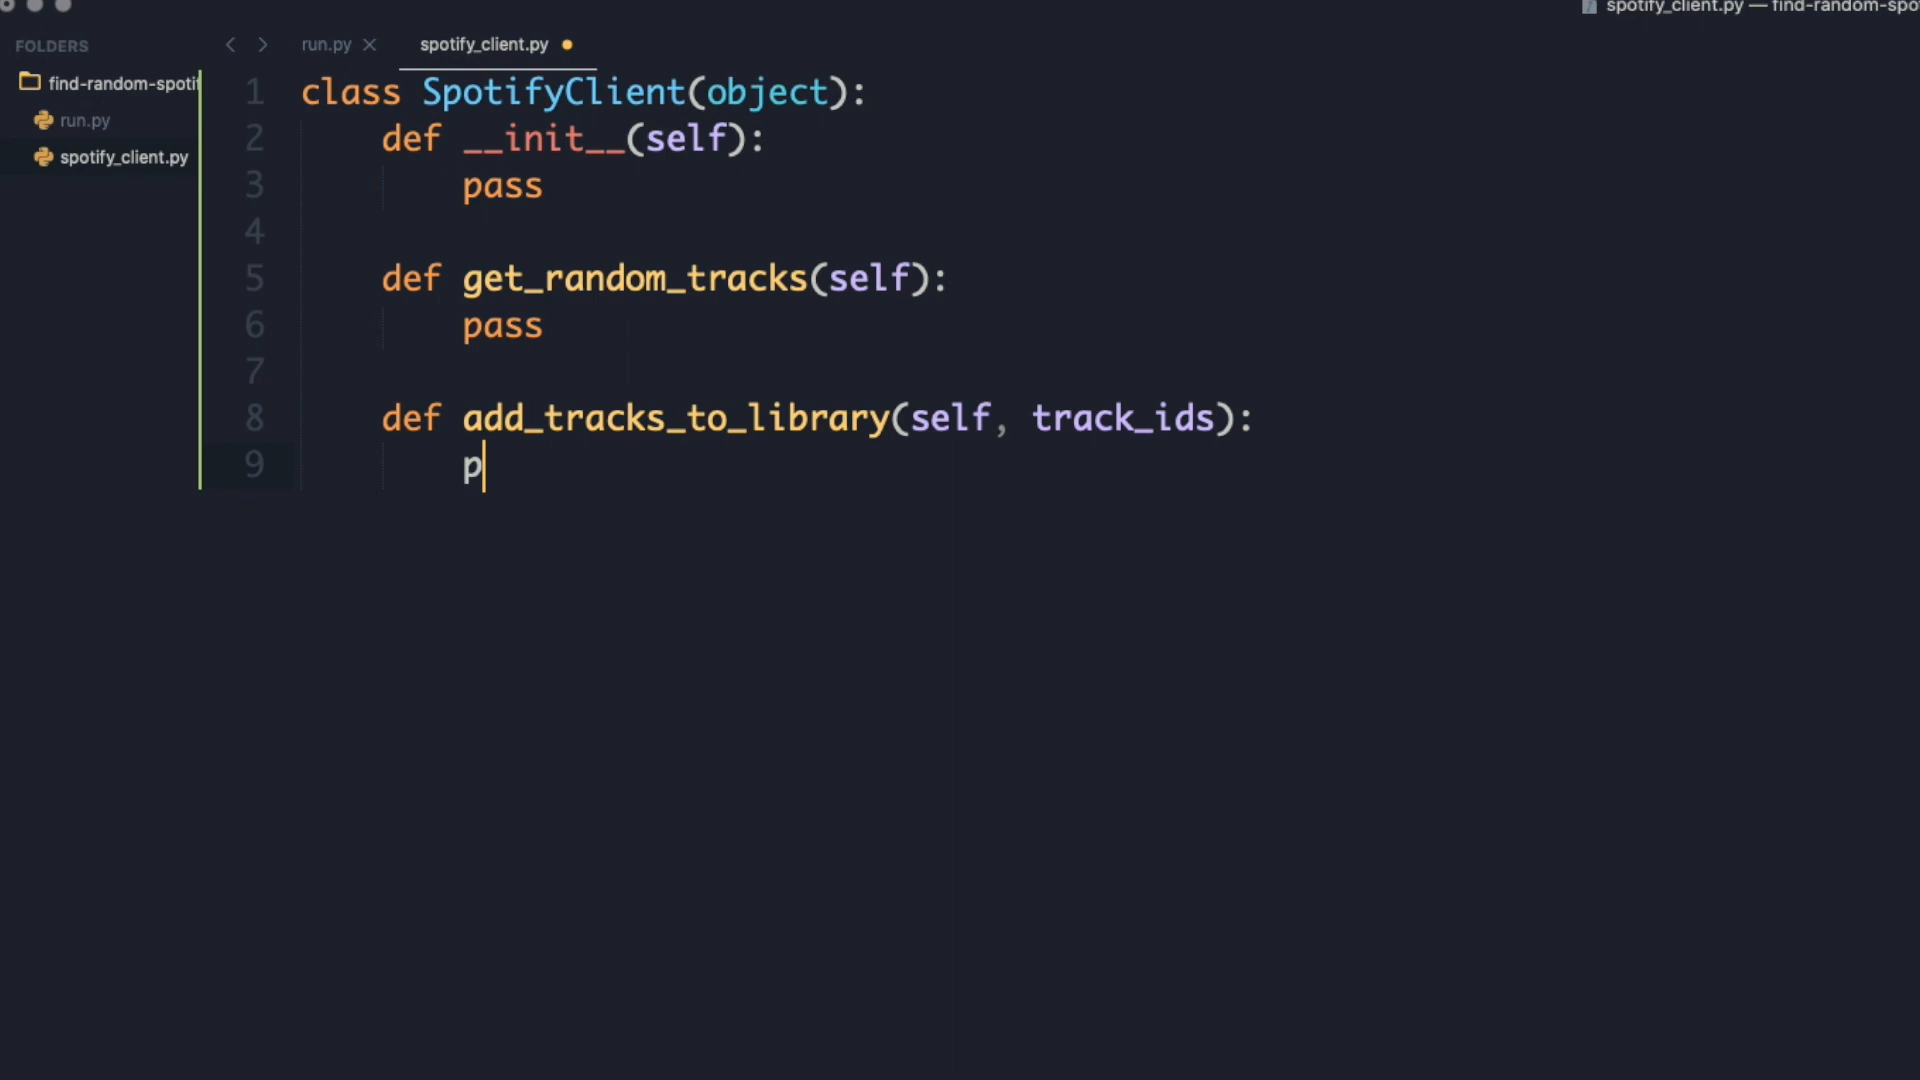 spotify_client.py — find-random-spo
FOLDERS
run.py
spotify_client.py
find-random-spotif
run.py
spotify_client.py
1 class SpotifyClient(object):
2     def __init__(self):
3         pass
4
5     def get_random_tracks(self):
6         pass
7
8     def add_tracks_to_library(self, track_ids):
9         p